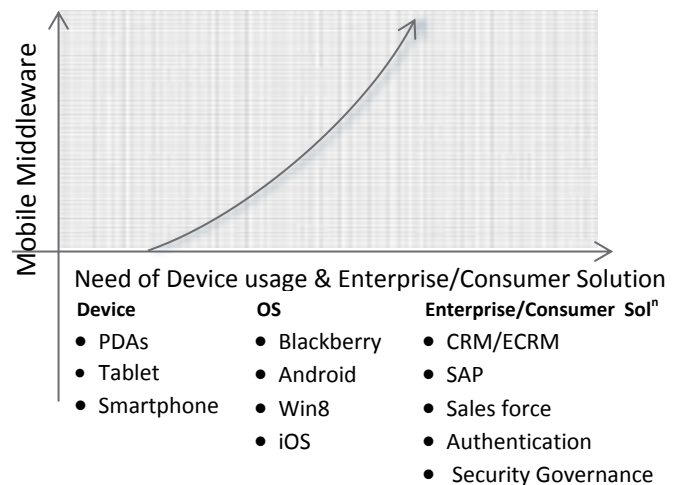 Mobile Middleware
Need of Device usage & Enterprise/Consumer Solution
Device
• PDAs
• Tablet
• Smartphone
OS
• Blackberry
• Android
• Win8
• iOS
Enterprise/Consumer Solⁿ
• CRM/ECRM
• SAP
• Sales force
• Authentication
• Security Governance